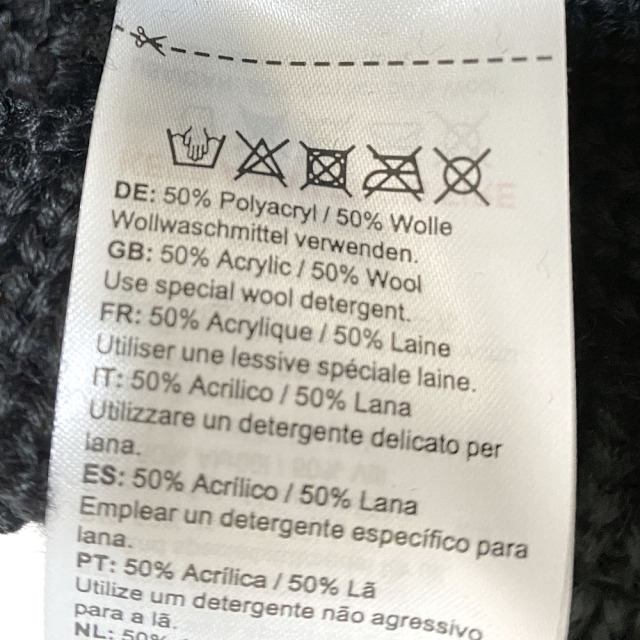 DE: 50% Polyacryl / 50% Wolle
Wollwaschmittel verwenden.
GB: 50% Acrylic / 50% Wool
Use special wool detergent.
FR: 50% Acrylique / 50% Laine
Utiliser une lessive spéciale laine.
IT: 50% Acrilico / 50% Lana
Utilizzare un detergente delicato per
lana.
ES: 50% Acrílico / 50% Lana
Emplear un detergente específico para
lana.
PT: 50% Acrílica / 50% Lã
Utilize um detergente não agressivo
para a lã.
NL: 50%